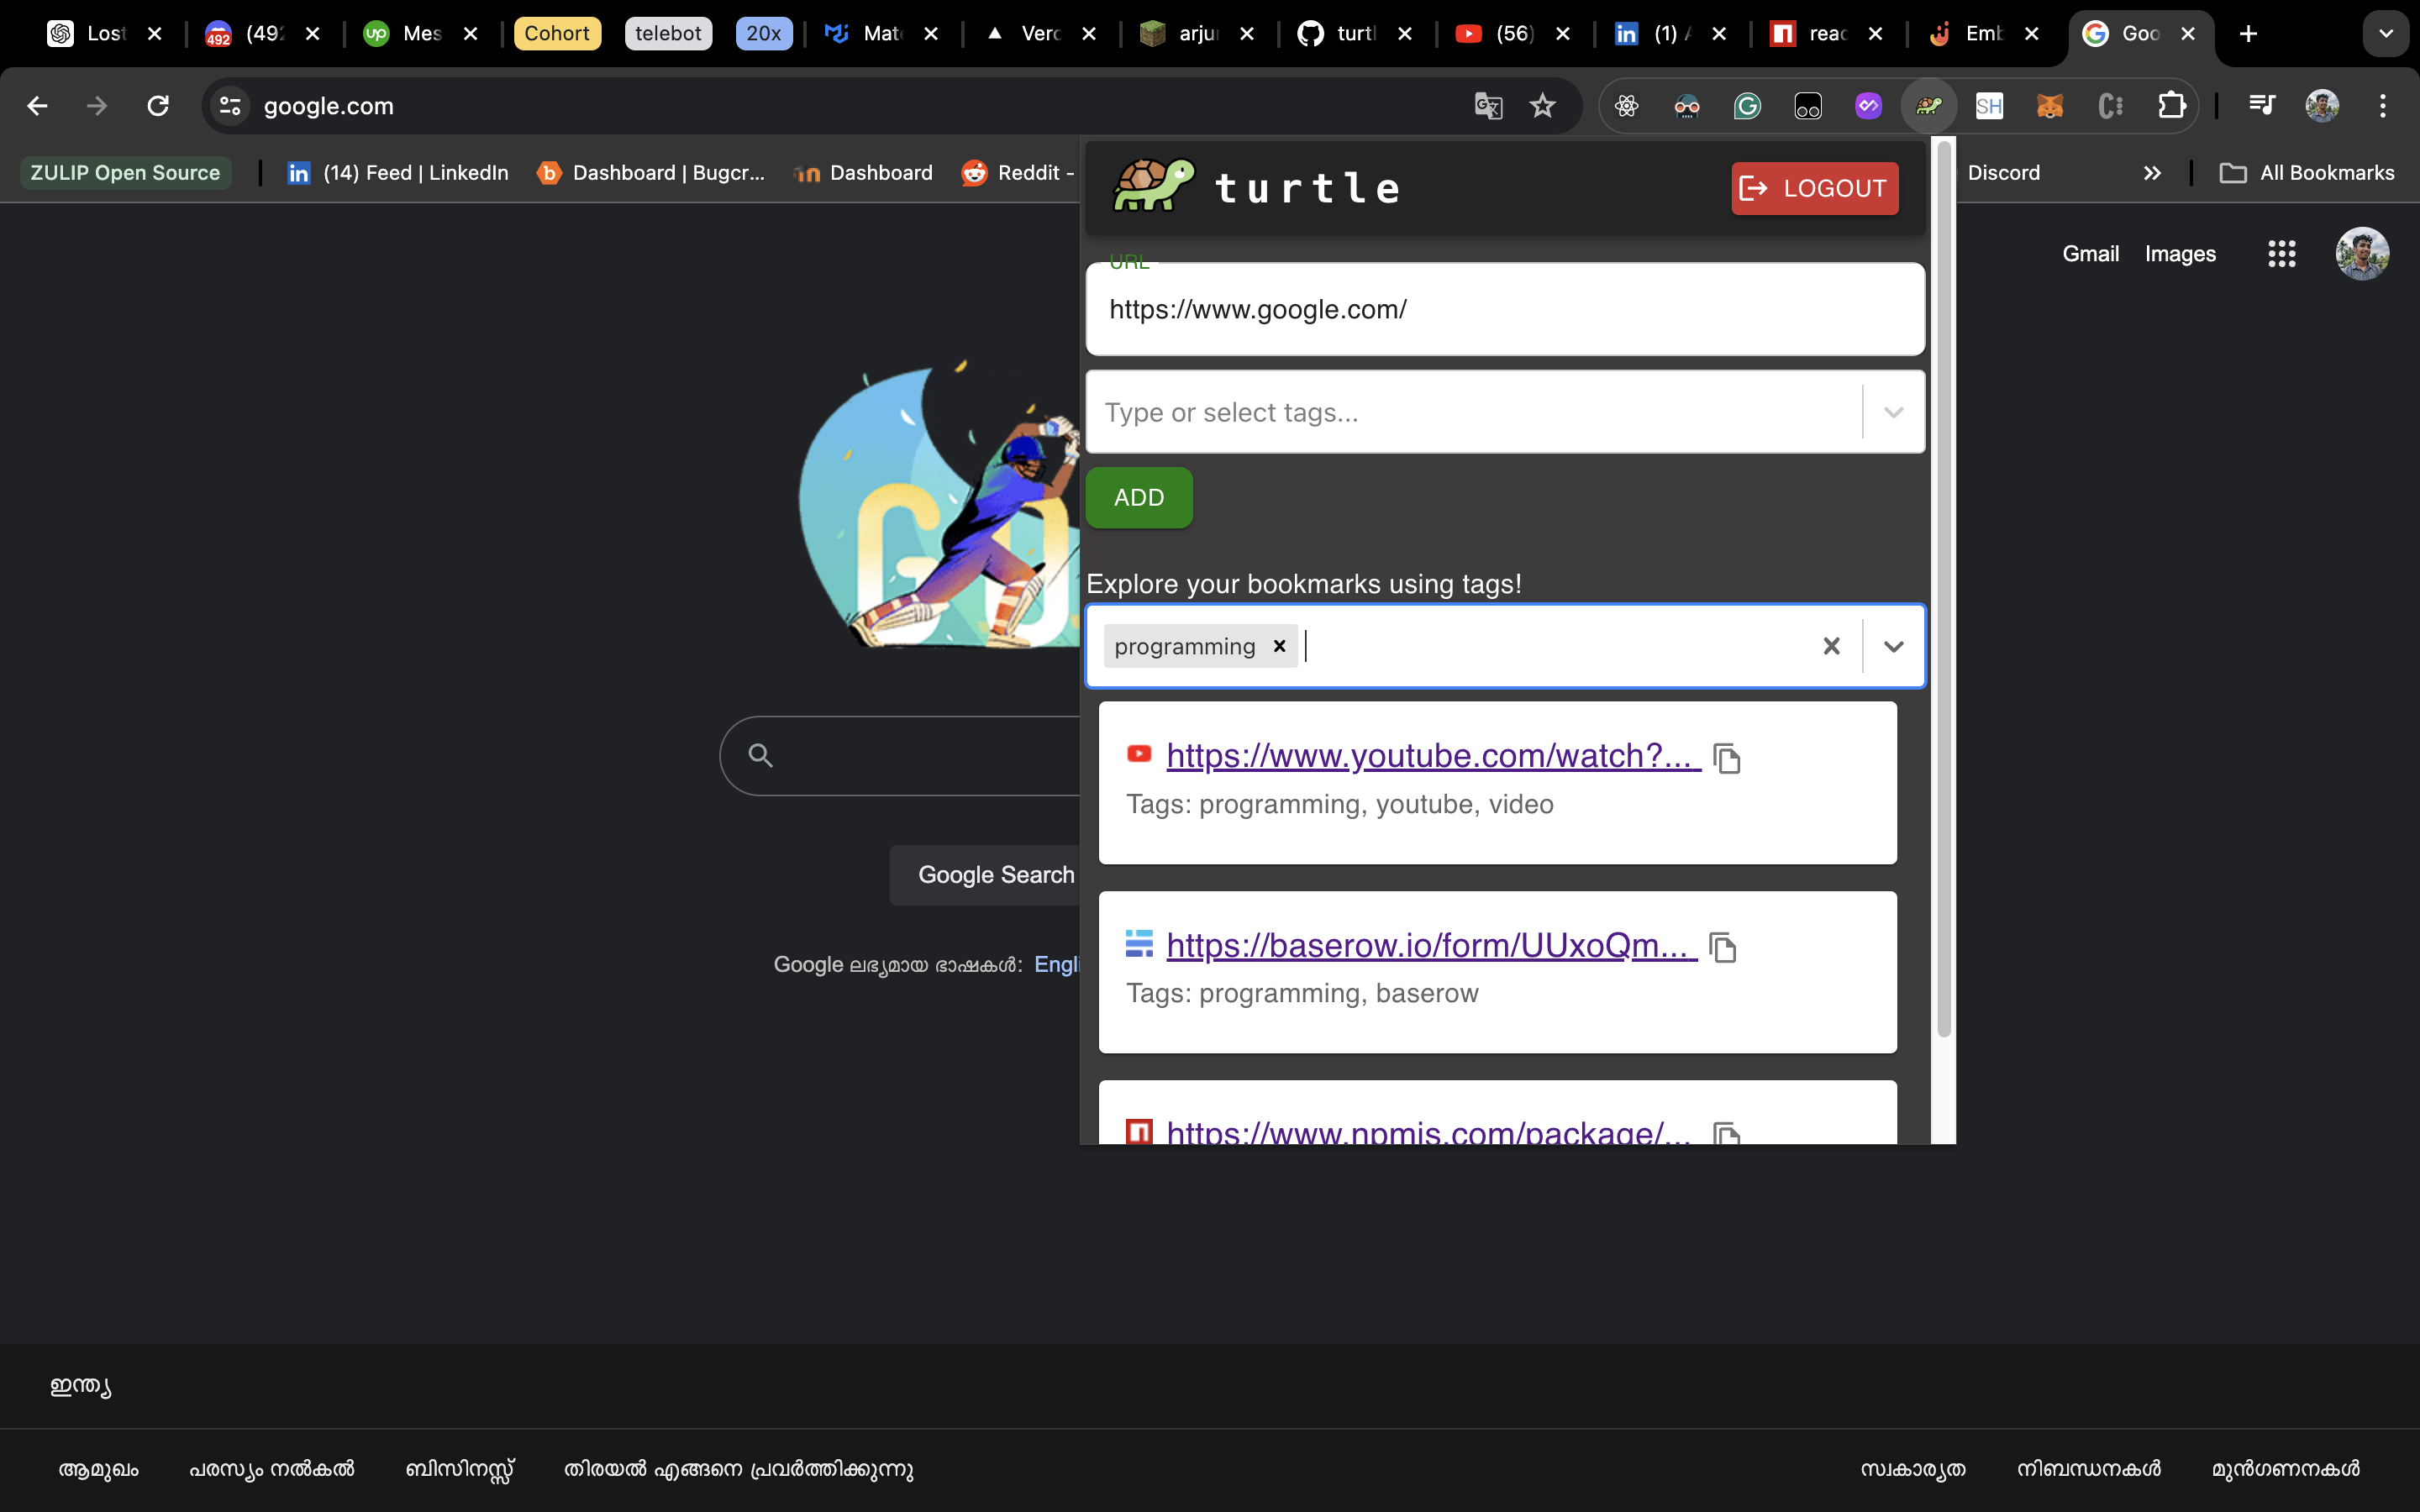 Lost (492 Mes Cohort telebot 20x Mate Verc arjun turtl (56) (1) A reac Emb Goo
google.com
ZULIP Open Source (14) Feed | LinkedIn Dashboard | Bugcr... Dashboard Reddit - Discord All Bookmarks
turtle LOGOUT
Gmail Images
URL
https://www.google.com/
Type or select tags...
ADD
Explore your bookmarks using tags!
programming
https://www.youtube.com/watch?...
Tags: programming, youtube, video
Google Search
https://baserow.io/form/UUxoQm...
Google ലഭ്യമായ ഭാഷകൾ: Engli
Tags: programming, baserow
https://www.npmjs.com/package/...
ഇന്ത്യ
ആമുഖം പരസ്യം നൽകൽ ബിസിനസ്സ് തിരയൽ എങ്ങനെ പ്രവർത്തിക്കുന്നു സ്വകാര്യത നിബന്ധനകൾ മുൻഗണനകൾ